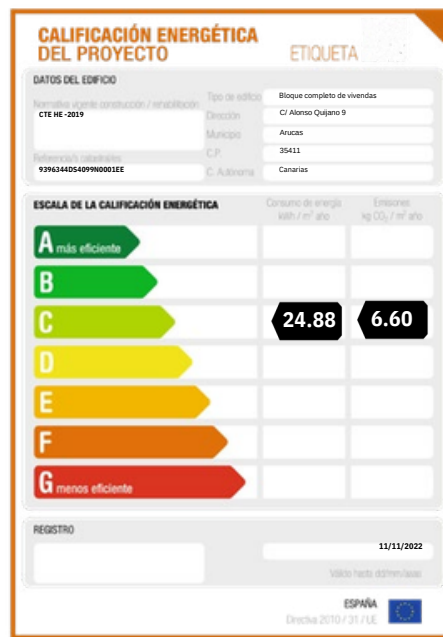 CALIFICACIÓN ENERGÉTICA
DEL PROYECTO
ETIQUETA
DATOS DEL EDIFICIO
Normativa vigente construcción / rehabilitación
CTE HE -2019
Referencia/s catastral/es
9396344DS4099N0001EE
Tipo de edificio
Bloque completo de vivendas
Dirección
C/ Alonso Quijano 9
Municipio
Arucas
C.P.
35411
C. Autónoma
Canarias
ESCALA DE LA CALIFICACIÓN ENERGÉTICA
Consumo de energía
kWh / m² año
Emisiones
kg CO₂ / m² año
A más eficiente
B
C
24.88
6.60
D
E
F
G menos eficiente
REGISTRO
11/11/2022
Válido hasta dd/mm/aaaa
ESPAÑA
Directiva 2010 / 31 / UE